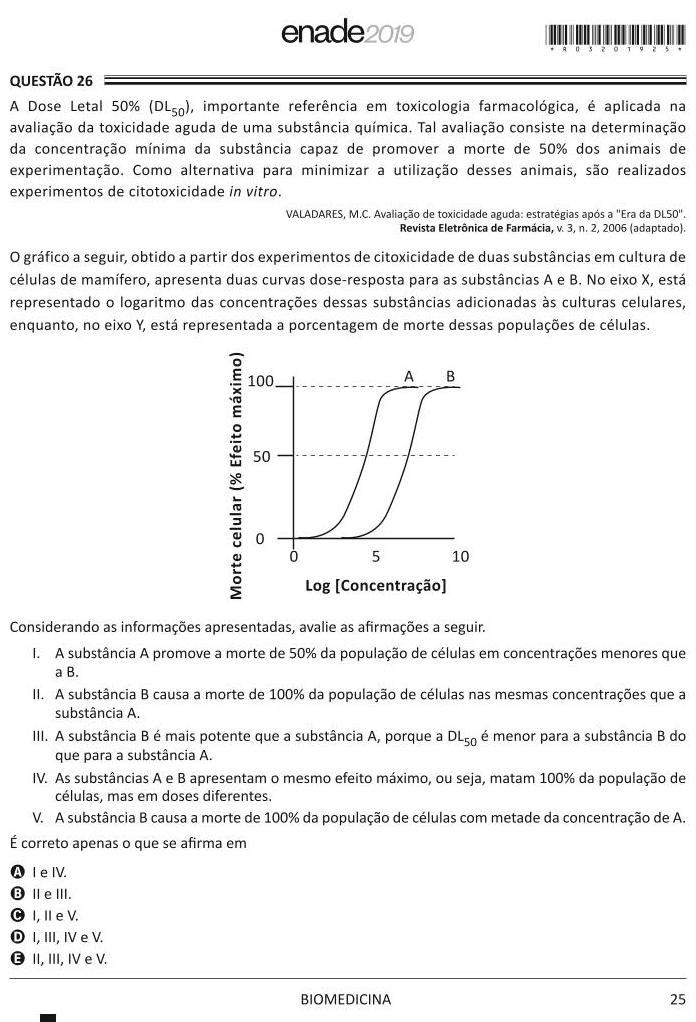 enade2019
* R 0 3 2 0 1 9 2 5 *
QUESTÃO 26
A Dose Letal 50% (DL50), importante referência em toxicologia farmacológica, é aplicada na
avaliação da toxicidade aguda de uma substância química. Tal avaliação consiste na determinação
da concentração mínima da substância capaz de promover a morte de 50% dos animais de
experimentação. Como alternativa para minimizar a utilização desses animais, são realizados
experimentos de citotoxicidade in vitro.
VALADARES, M.C. Avaliação de toxicidade aguda: estratégias após a "Era da DL50".
Revista Eletrônica de Farmácia, v. 3, n. 2, 2006 (adaptado).
O gráfico a seguir, obtido a partir dos experimentos de citoxicidade de duas substâncias em cultura de
células de mamífero, apresenta duas curvas dose-resposta para as substâncias A e B. No eixo X, está
representado o logaritmo das concentrações dessas substâncias adicionadas às culturas celulares,
enquanto, no eixo Y, está representada a porcentagem de morte dessas populações de células.
Morte celular (% Efeito máximo)
100
A B
50
0
0 5 10
Log [Concentração]
Considerando as informações apresentadas, avalie as afirmações a seguir.
I. A substância A promove a morte de 50% da população de células em concentrações menores que
a B.
II. A substância B causa a morte de 100% da população de células nas mesmas concentrações que a
substância A.
III. A substância B é mais potente que a substância A, porque a DL50 é menor para a substância B do
que para a substância A.
IV. As substâncias A e B apresentam o mesmo efeito máximo, ou seja, matam 100% da população de
células, mas em doses diferentes.
V. A substância B causa a morte de 100% da população de células com metade da concentração de A.
É correto apenas o que se afirma em
A I e IV.
B II e III.
C I, II e V.
D I, III, IV e V.
E II, III, IV e V.
BIOMEDICINA
25